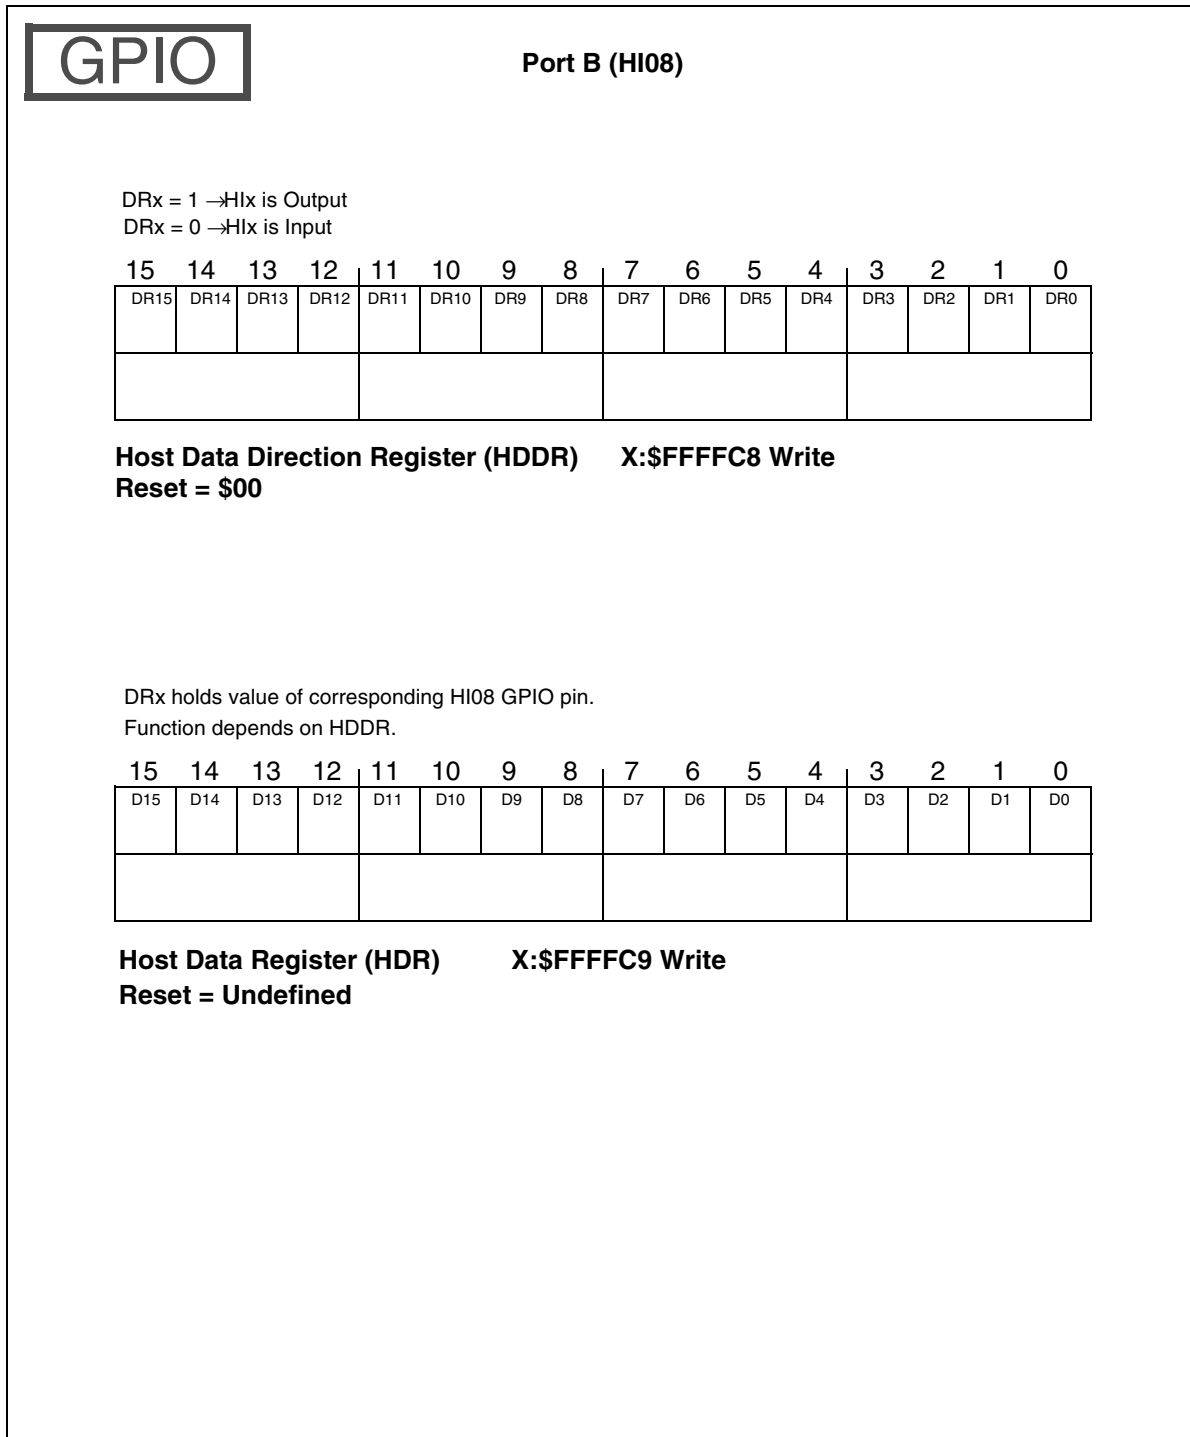 GPIO
Port B (HI08)
DRx = 1 →HIx is Output
DRx = 0 →HIx is Input
15 14 13 12 11 10 9 8 7 6 5 4 3 2 1 0
DR15 DR14 DR13 DR12 DR11 DR10 DR9 DR8 DR7 DR6 DR5 DR4 DR3 DR2 DR1 DR0
Host Data Direction Register (HDDR) X:$FFFFC8 Write
Reset = $00
DRx holds value of corresponding HI08 GPIO pin.
Function depends on HDDR.
15 14 13 12 11 10 9 8 7 6 5 4 3 2 1 0
D15 D14 D13 D12 D11 D10 D9 D8 D7 D6 D5 D4 D3 D2 D1 D0
Host Data Register (HDR) X:$FFFFC9 Write
Reset = Undefined